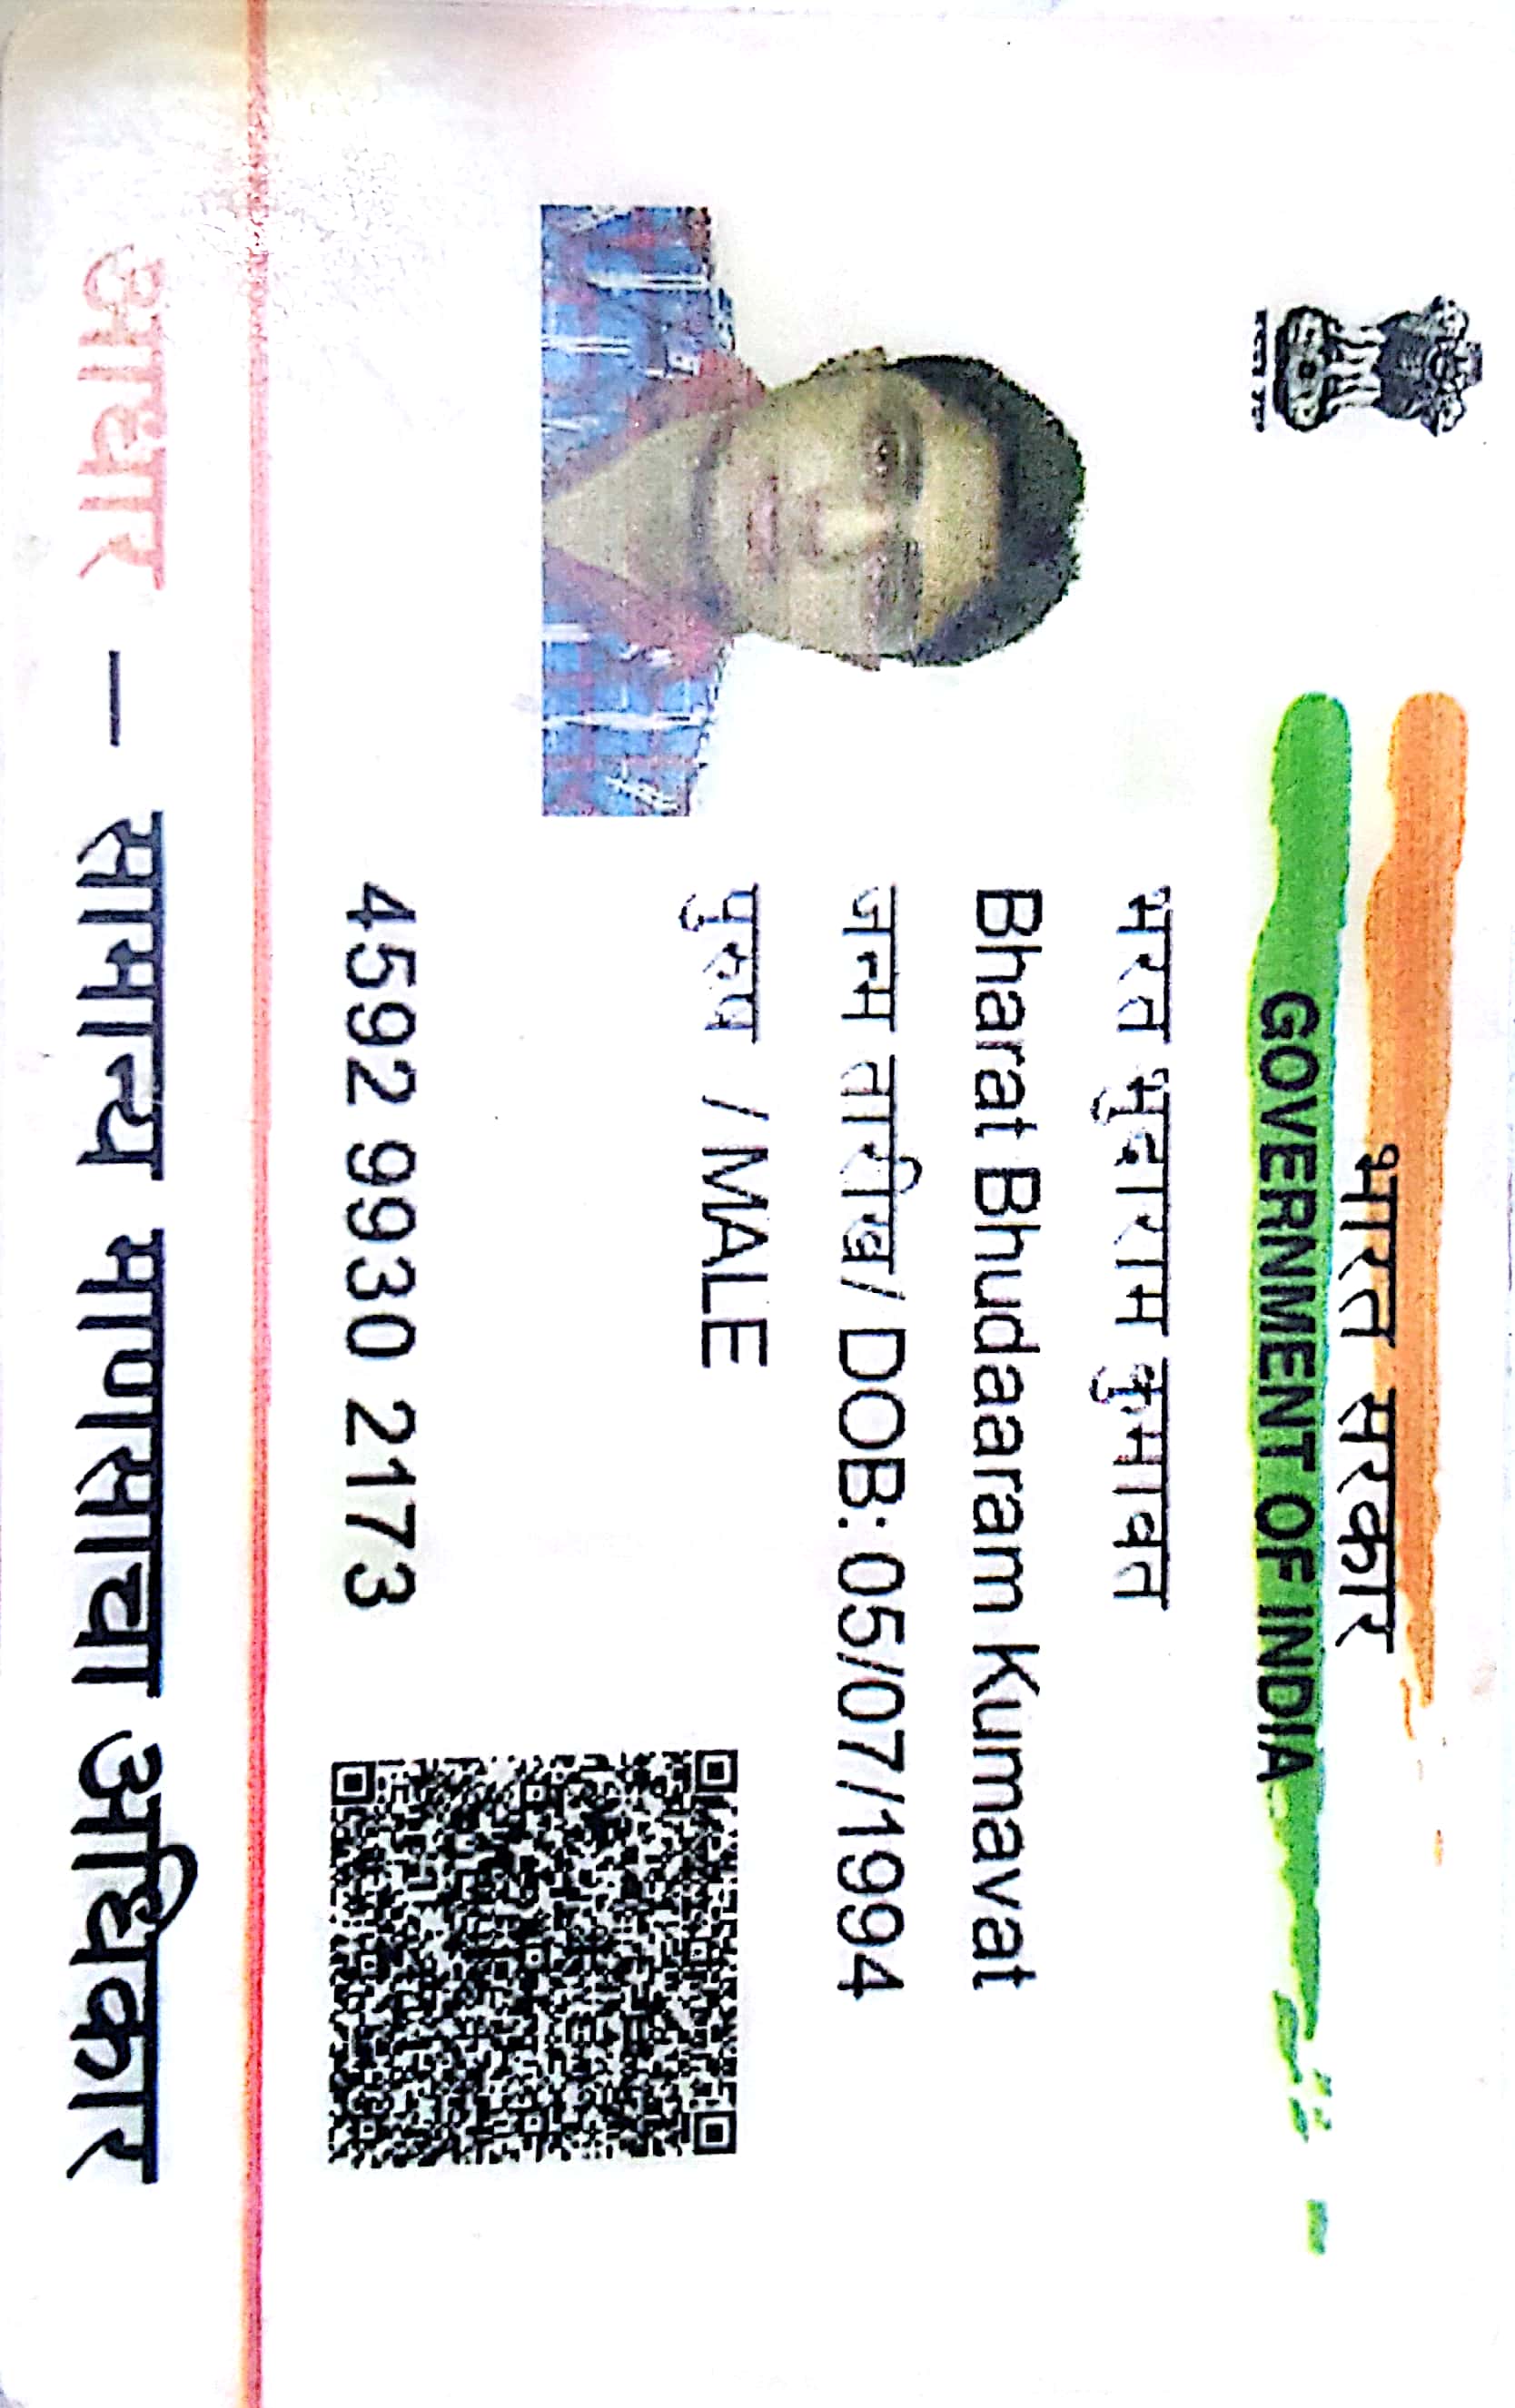 भारत सरकार
GOVERNMENT OF INDIA
भरत भुदाराम कुमावत
Bharat Bhudaaram Kumavat
जन्म तारीख/ DOB: 05/07/1994
पुरुष / MALE
4592 9930 2173
आधार – सामान्य माणसाचा अधिकार